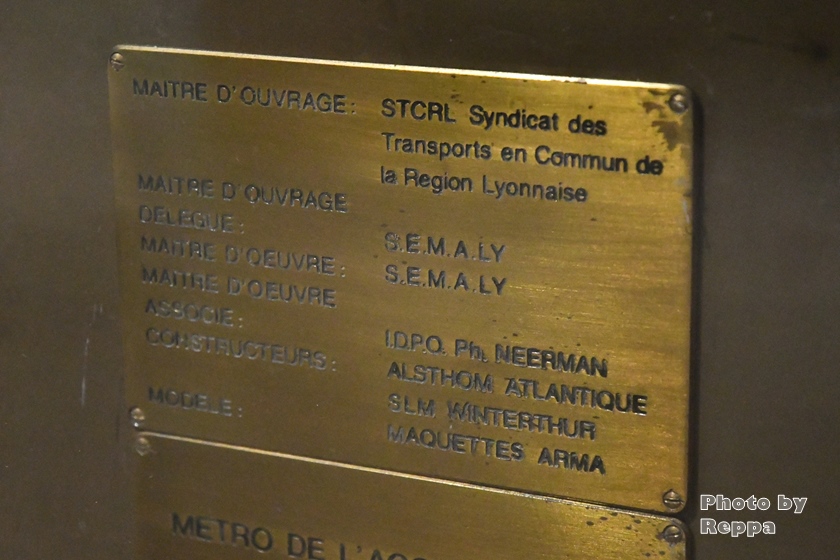 MAITRE D'OUVRAGE: STCRL Syndicat des
Transports en Commun de
la Region Lyonnaise
MAITRE D'OUVRAGE
DELEGUE: S.E.M.A.LY
MAITRE D'OEUVRE: S.E.M.A.LY
MAITRE D'OEUVRE
ASSOCIE: I.D.P.O. Ph. NEERMAN
CONSTRUCTEURS: ALSTHOM ATLANTIQUE
SLM WINTERTHUR
MODELE: MAQUETTES ARMA
METRO DE
Photo by
Reppa